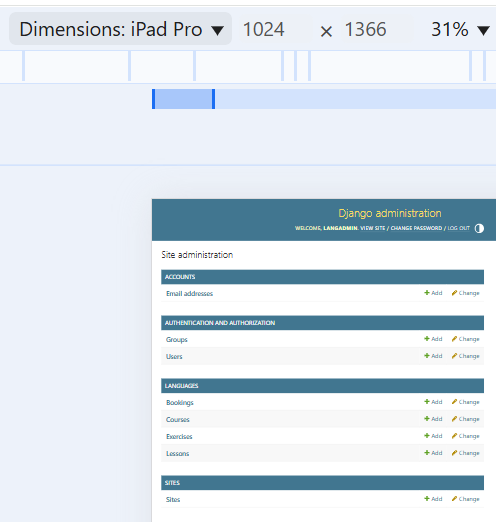 Dimensions: iPad Pro ▼ 1024 × 1366 31% ▼
Django administration
WELCOME, LANGADMIN. VIEW SITE / CHANGE PASSWORD / LOG OUT
Site administration
ACCOUNTS
Email addresses + Add Change
AUTHENTICATION AND AUTHORIZATION
Groups + Add Change
Users + Add Change
LANGUAGES
Bookings + Add Change
Courses + Add Change
Exercises + Add Change
Lessons + Add Change
SITES
Sites + Add Change